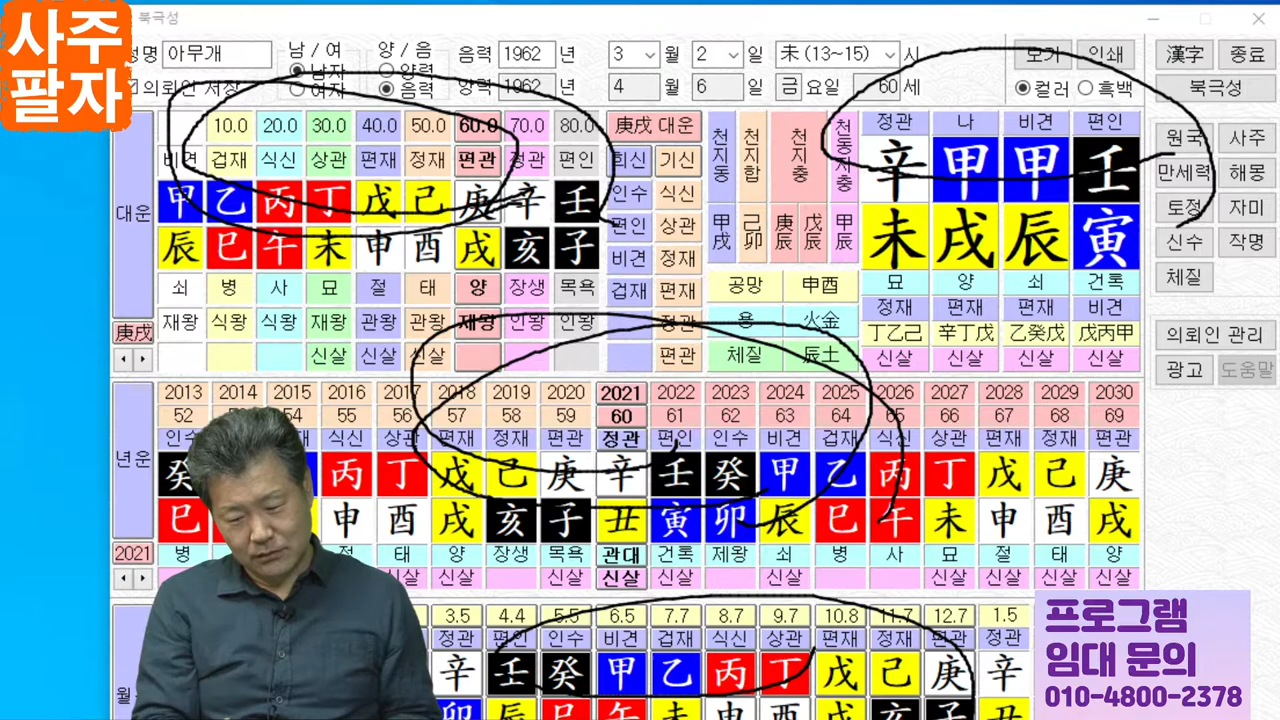 사주
팔자
북극성
성명 아무개 남 / 여 양 / 음 음력 1962 년 3 월 2 일 未 (13~15) 시 모기 인쇄 漢字 종료
의뢰인 저장 남자 여자 양력 음력 양력 1962 년 4 월 6 일 금 요일 60 세 컬러 흑백 북극성
원국 사주
만세력 해몽
토정 자미
신수 작명
체질
의뢰인 관리
광고 도움말
대운 庚戌
10.0 20.0 30.0 40.0 50.0 60.0 70.0 80.0
비견 겁재 식신 상관 편재 정재 편관 정관 편인
甲 乙 丙 丁 戊 己 庚 辛 壬
辰 巳 午 未 申 酉 戌 亥 子
쇠 병 사 묘 절 태 양 장생 목욕
재왕 식왕 식왕 재왕 관왕 관왕 재왕 인왕 인왕
신살 신살 신살
庚戌 대운
희신 기신
인수 식신
편인 상관
비견 정재
겁재 편재
정관
편관
천지동 천지합 천지충 천동지충
甲戌 己卯 庚辰 戊辰 甲辰
공망 申酉
용 火金
체질 辰土
정관 나 비견 편인
辛 甲 甲 壬
未 戌 辰 寅
묘 양 쇠 건록
정재 편재 편재 비견
丁乙己 辛丁戊 乙癸戊 戊丙甲
신살 신살 신살 신살
년운 2021
2013 2014 2015 2016 2017 2018 2019 2020 2021 2022 2023 2024 2025 2026 2027 2028 2029 2030
52 54 55 56 57 58 59 60 61 62 63 64 65 66 67 68 69
인수 식신 상관 편재 정재 편관 정관 편인 인수 비견 겁재 식신 상관 편재 정재 편관
癸 丙 丁 戊 己 庚 辛 壬 癸 甲 乙 丙 丁 戊 己 庚
巳 申 酉 戌 亥 子 丑 寅 卯 辰 巳 午 未 申 酉 戌
병 절 태 양 장생 목욕 관대 건록 제왕 쇠 병 사 묘 절 태 양
신살 신살 신살 신살 신살 신살 신살 신살 신살 신살
월
3.5 4.4 5.5 6.5 7.7 8.7 9.7 10.8 11.7 12.7 1.5
정관 편인 인수 비견 겁재 식신 상관 편재 정재 편관 정관
辛 壬 癸 甲 乙 丙 丁 戊 己 庚 辛
卯 辰 巳 午 未 申 酉 戌 亥 子 丑
프로그램
임대 문의
010-4800-2378